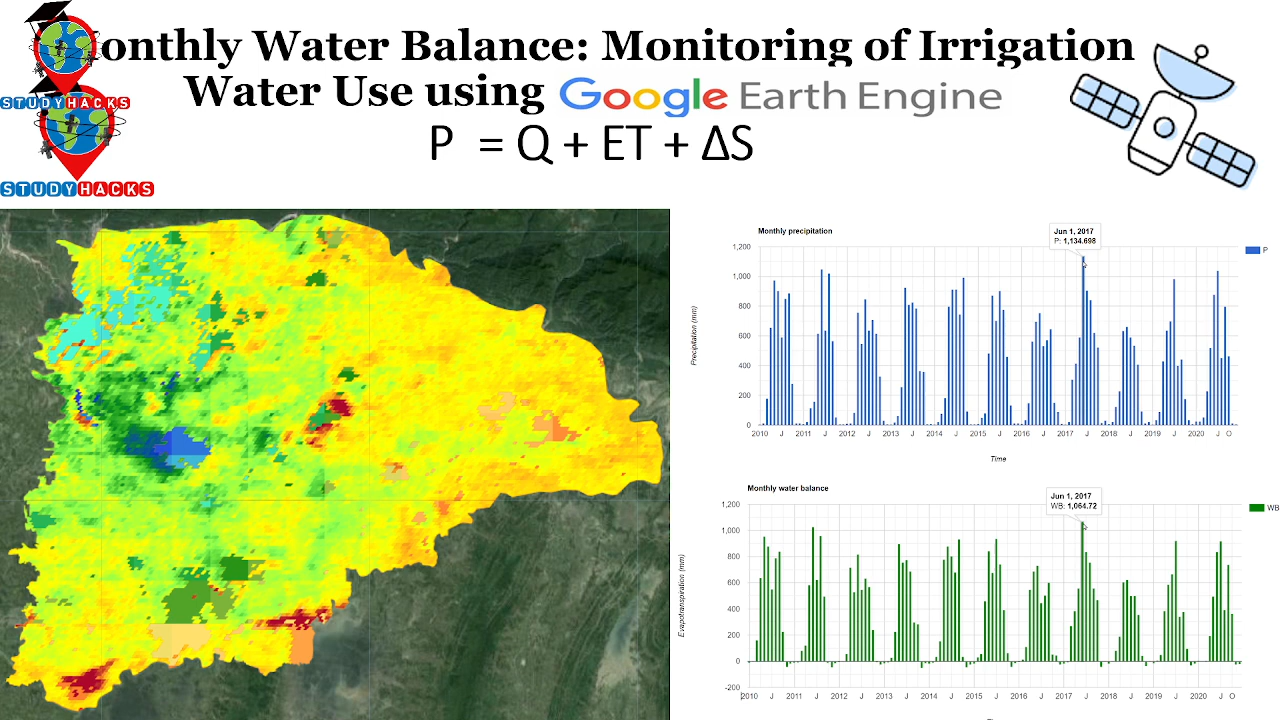 onthly Water Balance: Monitoring of Irrigation
Water Use using Google Earth Engine
P = Q + ET + ΔS
STUDYHACKS
STUDYHACKS
Monthly precipitation
Jun 1, 2017
P: 1,134.698
P
1,200
1,000
800
600
400
200
0
Precipitation (mm)
2010 J 2011 J 2012 J 2013 J 2014 J 2015 J 2016 J 2017 J 2018 J 2019 J 2020 J O
Time
Monthly water balance
Jun 1, 2017
WB: 1,064.72
WB
1,200
1,000
800
600
400
200
0
-200
Evapotranspiration (mm)
2010 J 2011 J 2012 J 2013 J 2014 J 2015 J 2016 J 2017 J 2018 J 2019 J 2020 J O